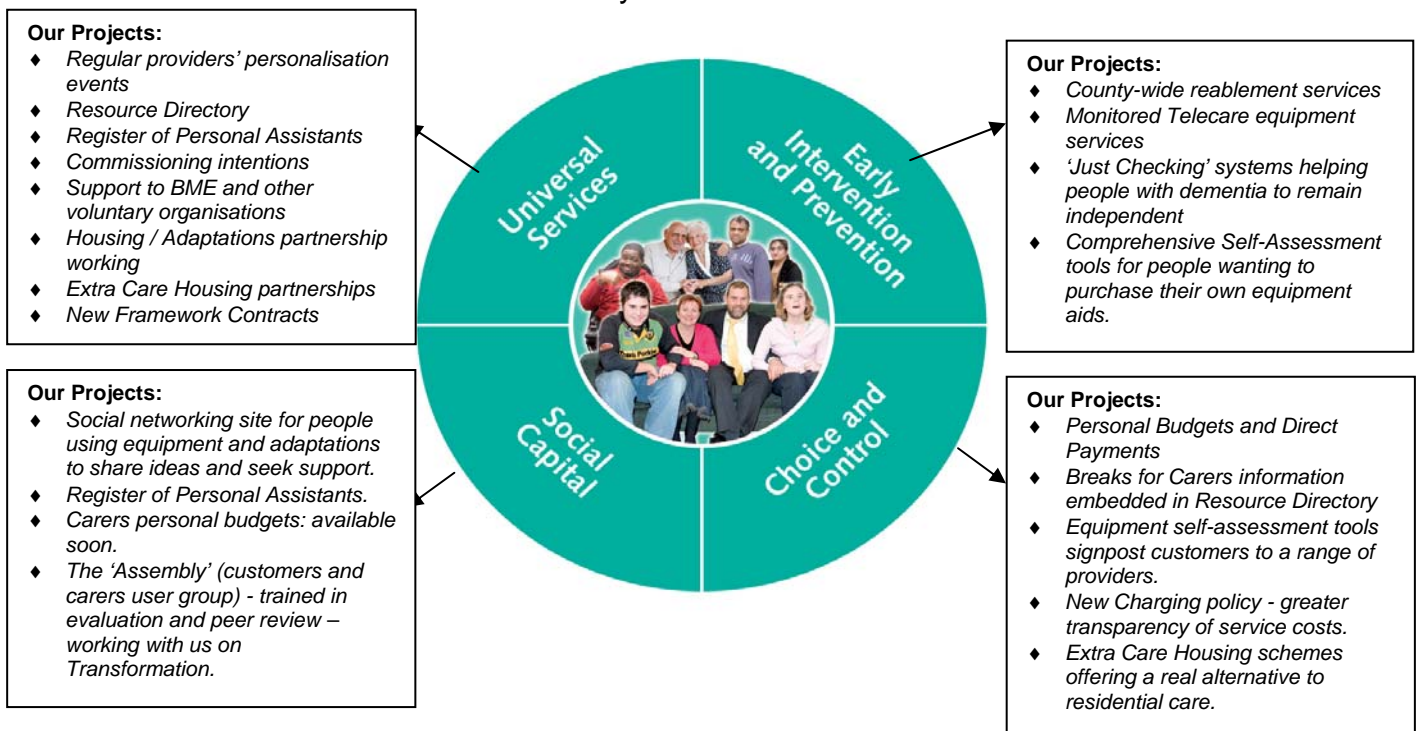 Our Projects:
♦ Regular providers’ personalisation
events
♦ Resource Directory
♦ Register of Personal Assistants
♦ Commissioning intentions
♦ Support to BME and other
voluntary organisations
♦ Housing / Adaptations partnership
working
♦ Extra Care Housing partnerships
♦ New Framework Contracts
Universal
Services
Early
Intervention
and Prevention
Our Projects:
♦ County-wide reablement services
♦ Monitored Telecare equipment
services
♦ ‘Just Checking’ systems helping
people with dementia to remain
independent
♦ Comprehensive Self-Assessment
tools for people wanting to
purchase their own equipment
aids.
Our Projects:
♦ Social networking site for people
using equipment and adaptations
to share ideas and seek support.
♦ Register of Personal Assistants.
♦ Carers personal budgets: available
soon.
♦ The ‘Assembly’ (customers and
carers user group) - trained in
evaluation and peer review –
working with us on
Transformation.
Social
Capital
Choice and
Control
Our Projects:
♦ Personal Budgets and Direct
Payments
♦ Breaks for Carers information
embedded in Resource Directory
♦ Equipment self-assessment tools
signpost customers to a range of
providers.
♦ New Charging policy - greater
transparency of service costs.
♦ Extra Care Housing schemes
offering a real alternative to
residential care.